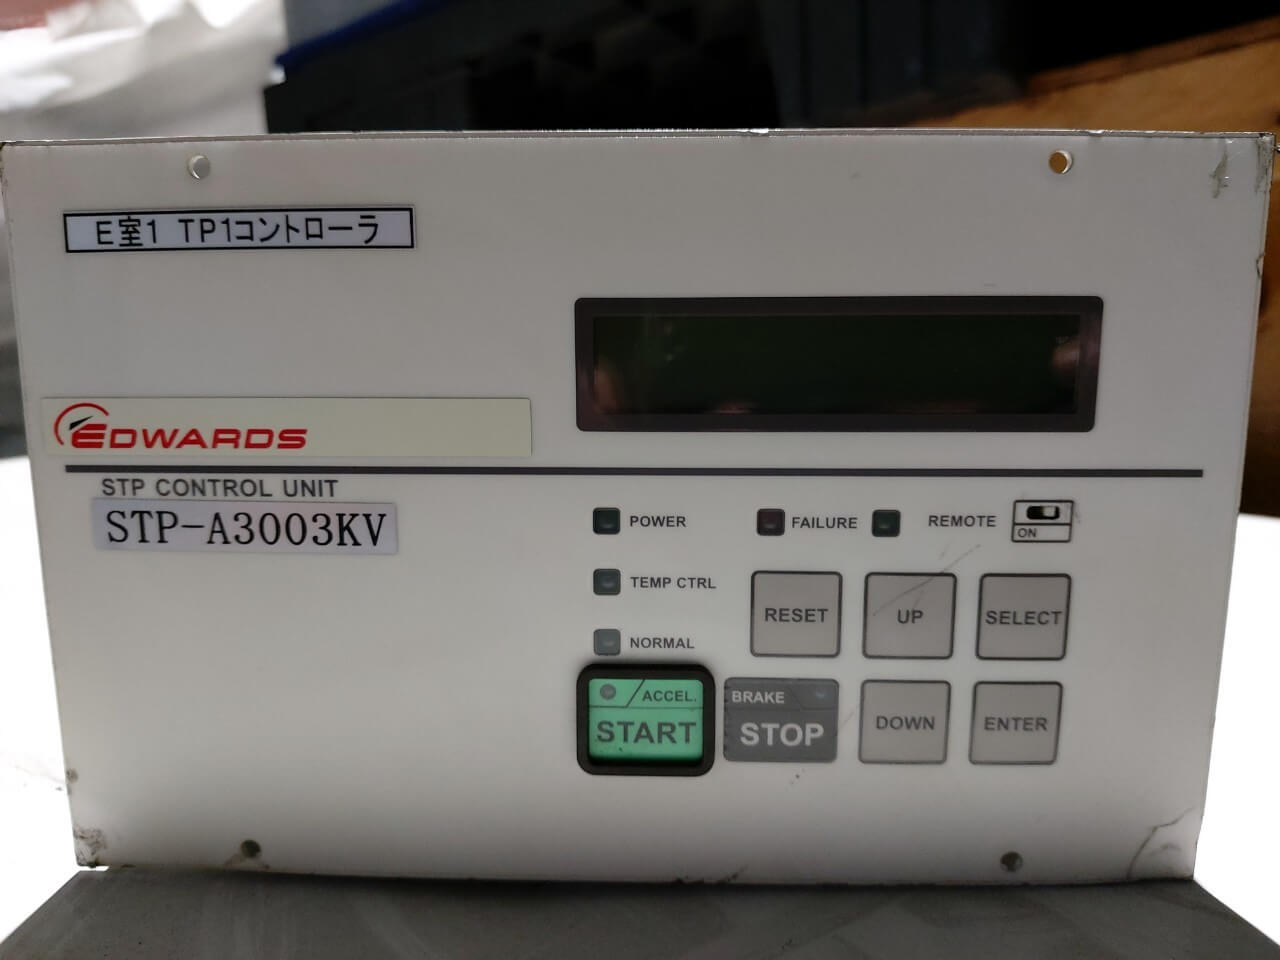 E室1 TP1コントローラ
EDWARDS
STP CONTROL UNIT
STP-A3003KV
POWER
FAILURE
REMOTE
ON
TEMP CTRL
NORMAL
RESET
UP
SELECT
ACCEL.
START
BRAKE
STOP
DOWN
ENTER